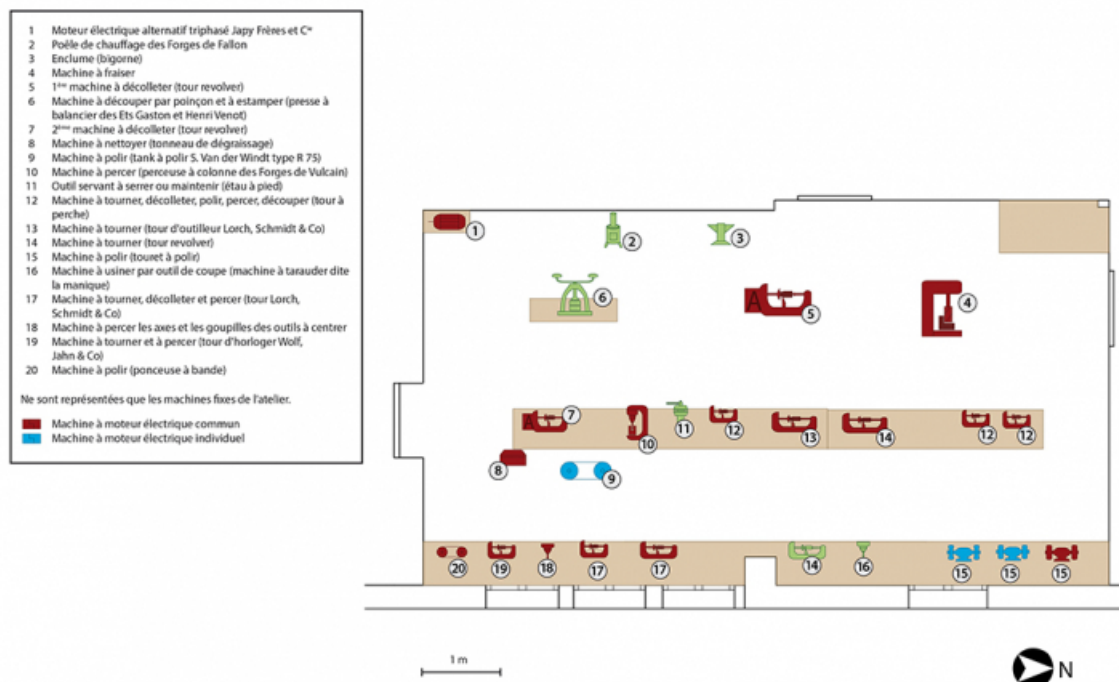 1 Moteur électrique alternatif triphasé Japy Frères et Cie
2 Poêle de chauffage des Forges de Fallon
3 Enclume (bigorne)
4 Machine à fraiser
5 1ère machine à décolleter (tour revolver)
6 Machine à découper par poinçon et à estamper (presse à
balancier des Ets Gaston et Henri Venot)
7 2ème machine à décolleter (tour revolver)
8 Machine à nettoyer (tonneau de dégraissage)
9 Machine à polir (tank à polir S. Van der Windt type R 75)
10 Machine à percer (perceuse à colonne des Forges de Vulcain)
11 Outil servant à serrer ou maintenir (étau à pied)
12 Machine à tourner, décolleter, polir, percer, découper (tour à
perche)
13 Machine à tourner (tour d'outilleur Lorch, Schmidt & Co)
14 Machine à tourner (tour revolver)
15 Machine à polir (touret à polir)
16 Machine à usiner par outil de coupe (machine à tarauder dite
la manique)
17 Machine à tourner, décolleter et percer (tour Lorch,
Schmidt & Co)
18 Machine à percer les axes et les goupilles des outils à centrer
19 Machine à tourner et à percer (tour d'horloger Wolf,
Jahn & Co)
20 Machine à polir (ponceuse à bande)
Ne sont représentées que les machines fixes de l'atelier.
Machine à moteur électrique commun
Machine à moteur électrique individuel
1
2
3
6
A 5
4
A 7
10
11
12
13
14
12
12
8
9
20
19
18
17
17
14
16
15
15
15
1 m
N